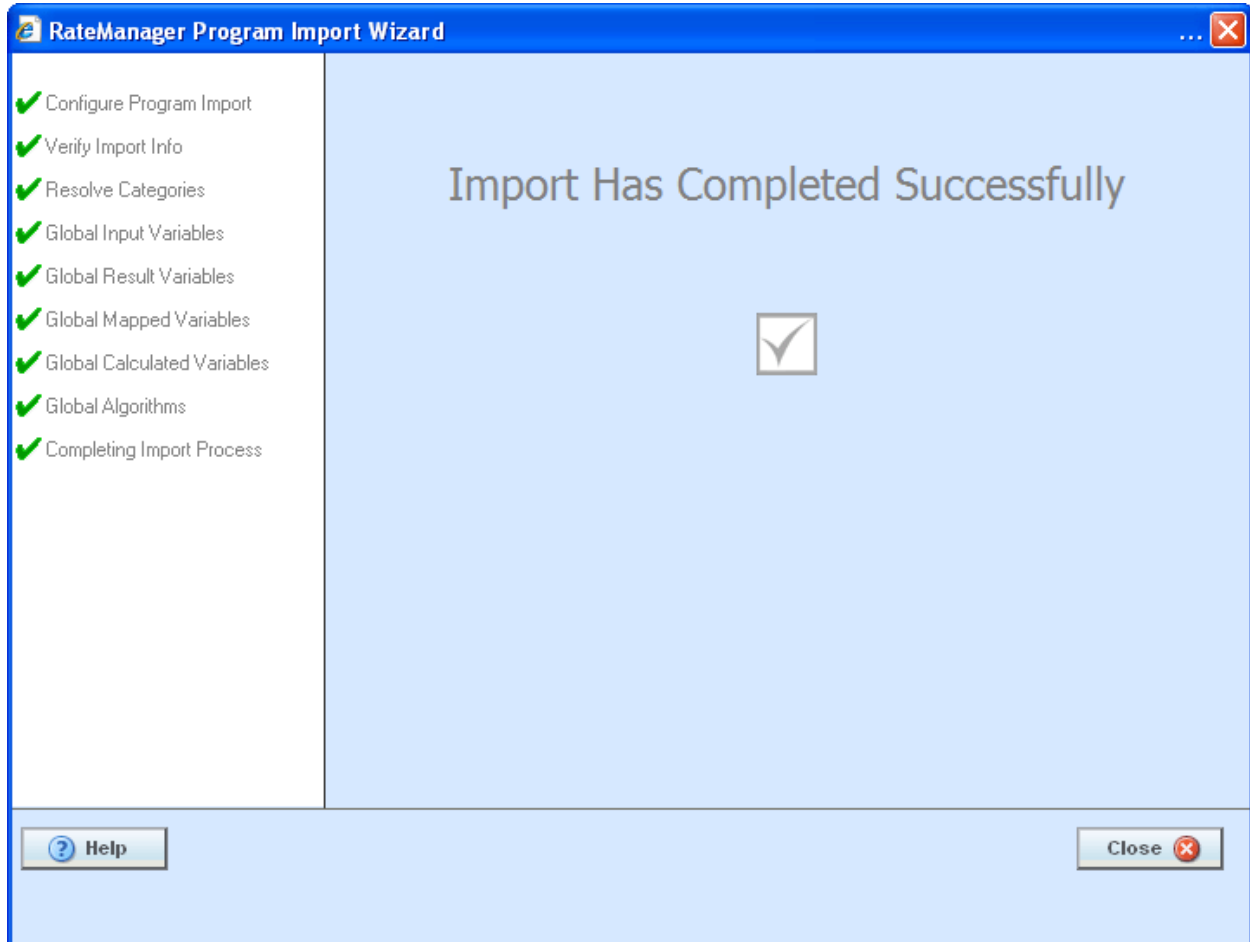 RateManager Program Import Wizard
...
Configure Program Import
Verify Import Info
Resolve Categories
Global Input Variables
Global Result Variables
Global Mapped Variables
Global Calculated Variables
Global Algorithms
Completing Import Process
Import Has Completed Successfully
Help
Close